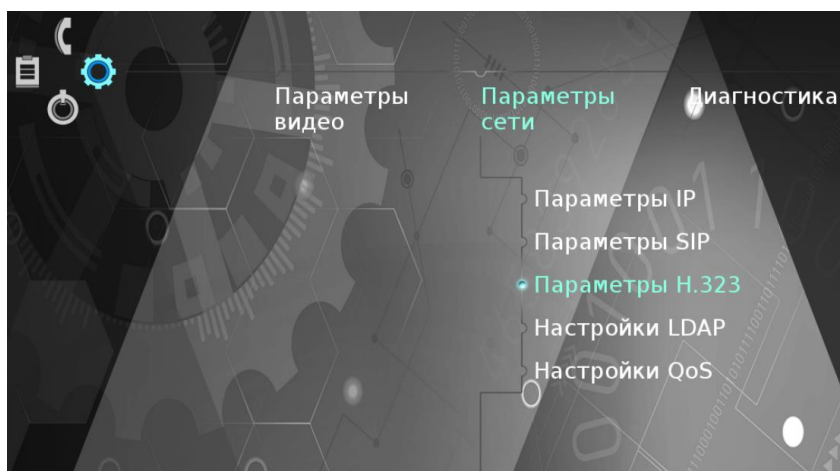 Параметры
видео
Параметры
сети
Диагностика
Параметры IP
Параметры SIP
Параметры H.323
Настройки LDAP
Настройки QoS